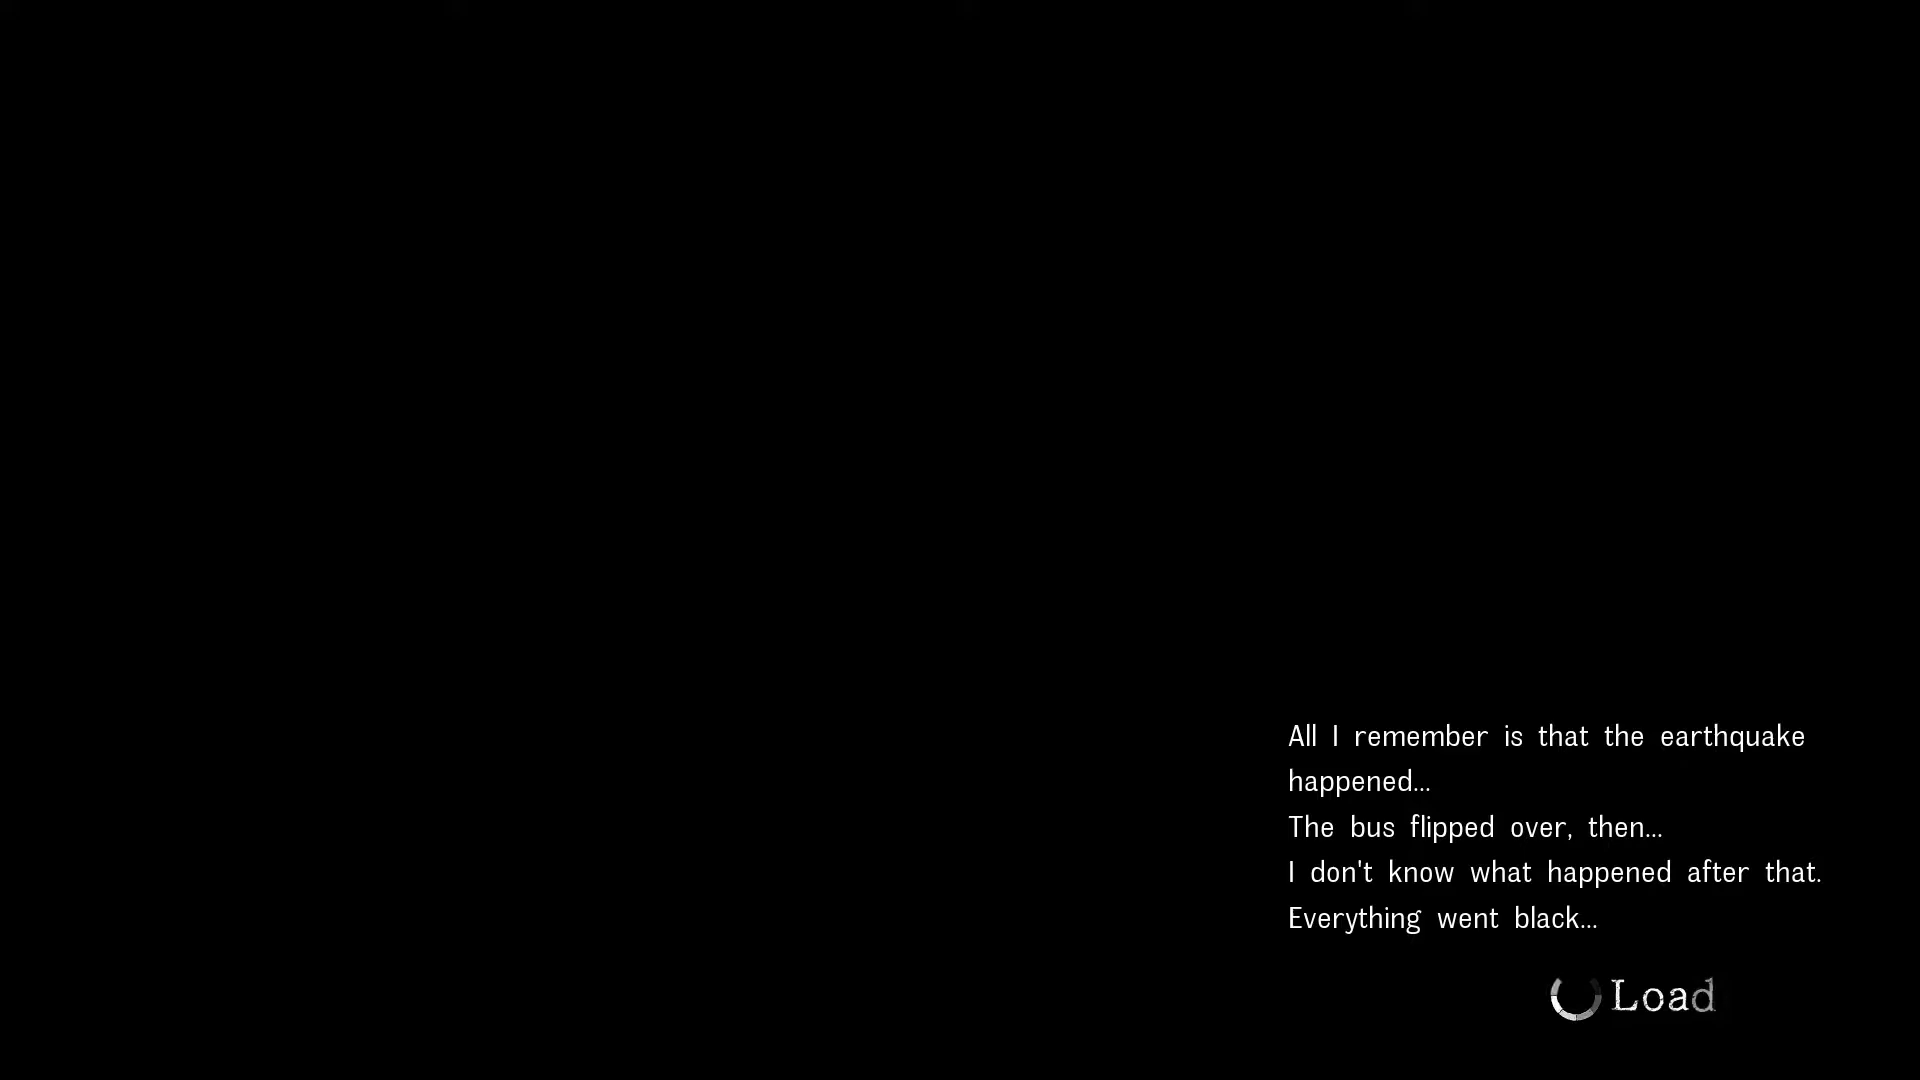 All I remember is that the earthquake
happened...
The bus flipped over, then...
I don't know what happened after that.
Everything went black...
Load